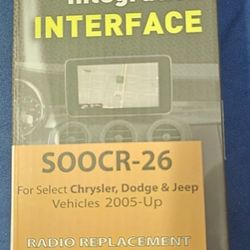 INTERFACE
SOOCR-26
For Select Chrysler, Dodge & Jeep
Vehicles 2005-Up
RADIO REPLACEMENT